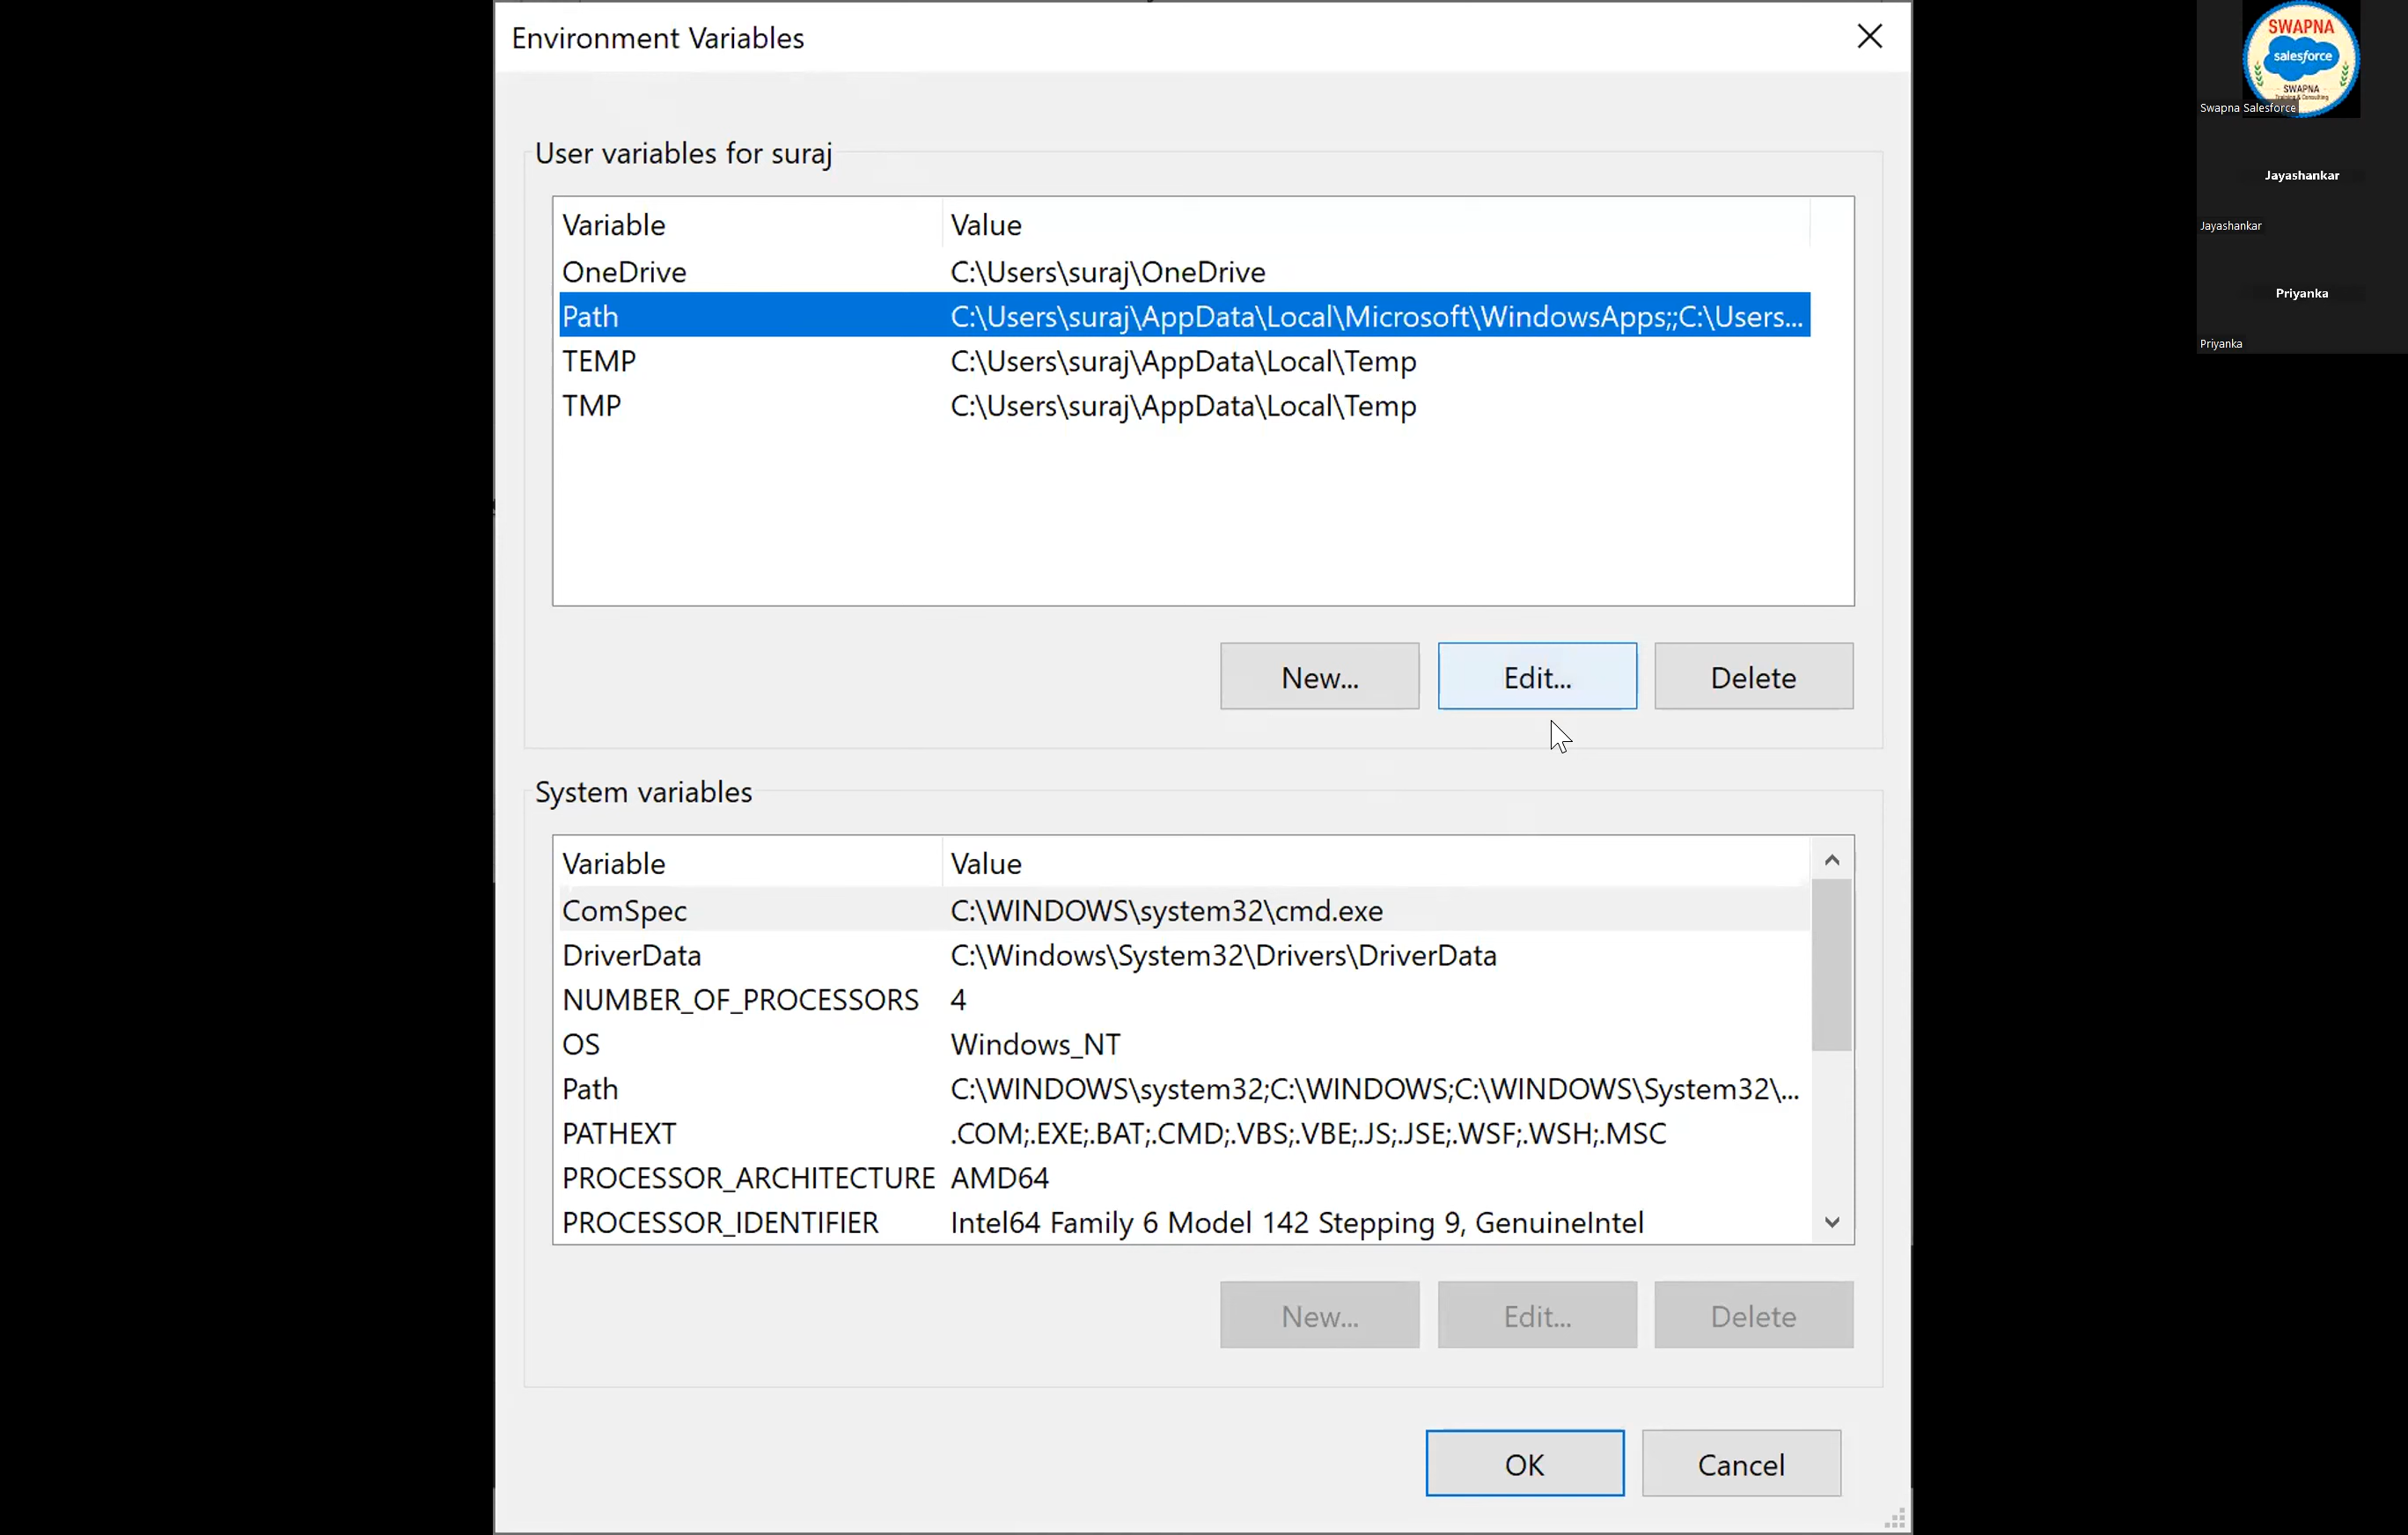 Environment Variables
User variables for suraj
Variable Value
OneDrive C:\Users\suraj\OneDrive
Path C:\Users\suraj\AppData\Local\Microsoft\WindowsApps;;C:\Users...
TEMP C:\Users\suraj\AppData\Local\Temp
TMP C:\Users\suraj\AppData\Local\Temp
New... Edit... Delete
System variables
Variable Value
ComSpec C:\WINDOWS\system32\cmd.exe
DriverData C:\Windows\System32\Drivers\DriverData
NUMBER_OF_PROCESSORS 4
OS Windows_NT
Path C:\WINDOWS\system32;C:\WINDOWS;C:\WINDOWS\System32\...
PATHEXT .COM;.EXE;.BAT;.CMD;.VBS;.VBE;.JS;.JSE;.WSF;.WSH;.MSC
PROCESSOR_ARCHITECTURE AMD64
PROCESSOR_IDENTIFIER Intel64 Family 6 Model 142 Stepping 9, GenuineIntel
New... Edit... Delete
OK Cancel
SWAPNA
salesforce
SWAPNA
Training & Consulting
Swapna Salesforce
Jayashankar
Jayashankar
Priyanka
Priyanka